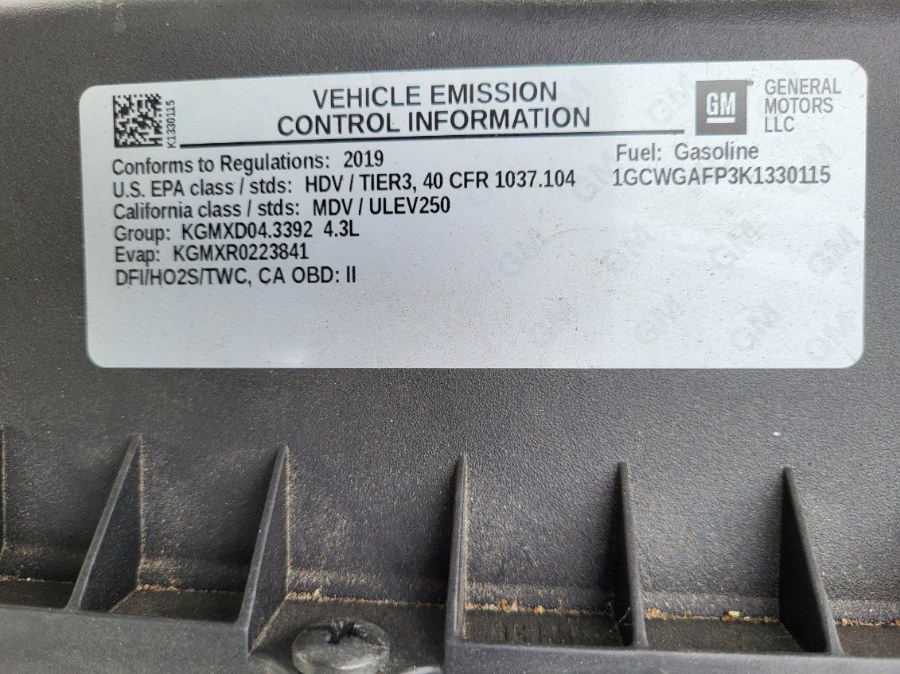 VEHICLE EMISSION
CONTROL INFORMATION
K1330115
GM
GENERAL
MOTORS
LLC
Conforms to Regulations: 2019
Fuel: Gasoline
U.S. EPA class / stds: HDV / TIER3, 40 CFR 1037.104
1GCWGAFP3K1330115
California class / stds: MDV / ULEV250
Group: KGMXD04.3392 4.3L
Evap: KGMXR0223841
DFI/HO2S/TWC, CA OBD: II